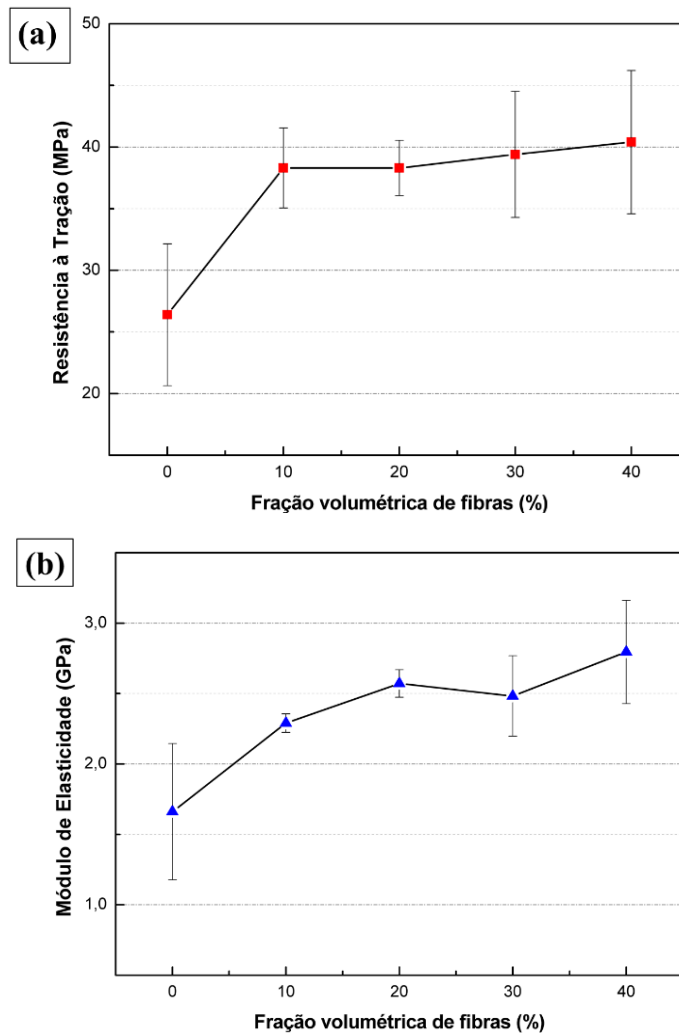 (a)
Resistência à Tração (MPa)
50
40
30
20
0 10 20 30 40
Fração volumétrica de fibras (%)
(b)
Módulo de Elasticidade (GPa)
3,0
2,0
1,0
0 10 20 30 40
Fração volumétrica de fibras (%)